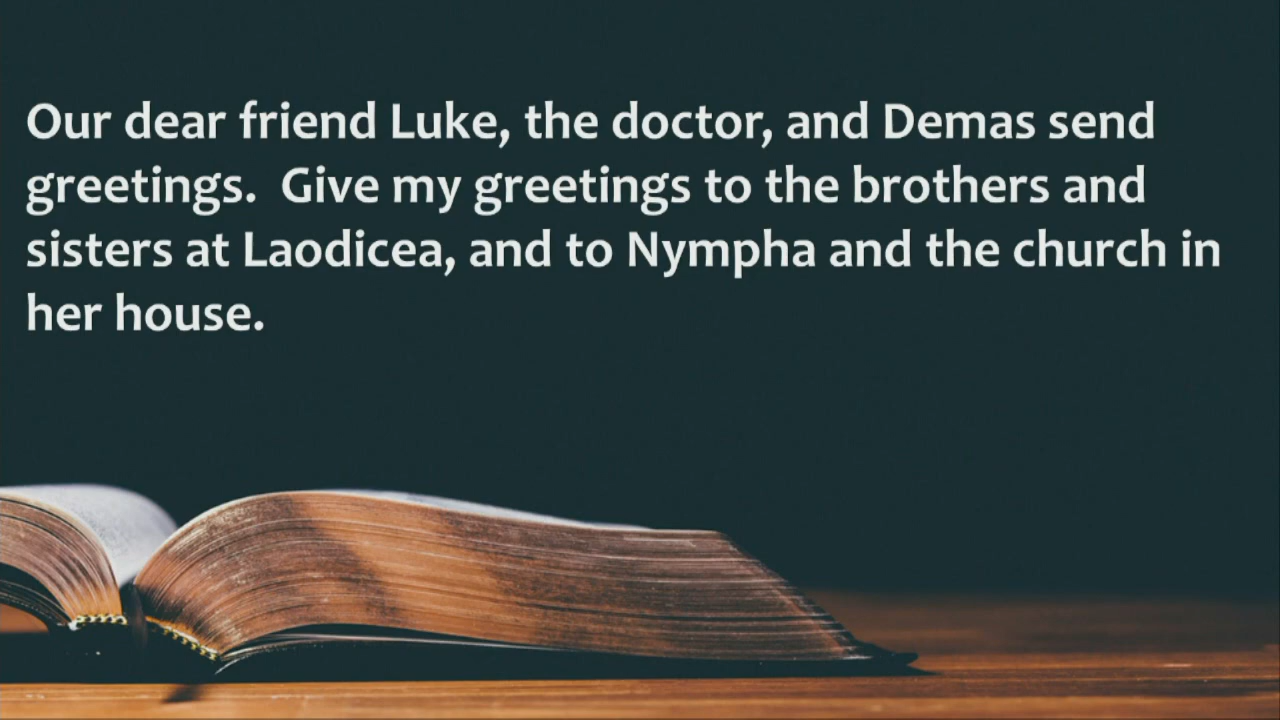 Our dear friend Luke, the doctor, and Demas send
greetings.  Give my greetings to the brothers and
sisters at Laodicea, and to Nympha and the church in
her house.